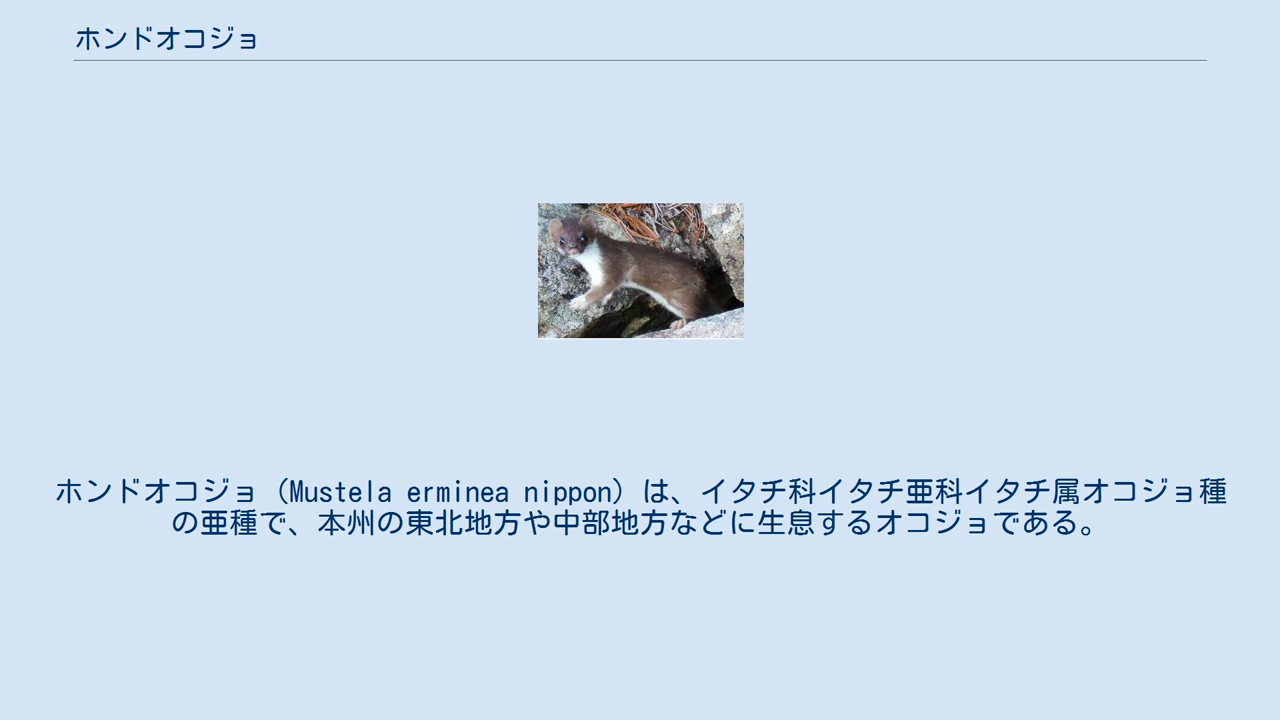 ホンドオコジョ
ホンドオコジョ（Mustela erminea nippon）は、イタチ科イタチ亜科イタチ属オコジョ種
の亜種で、本州の東北地方や中部地方などに生息するオコジョである。